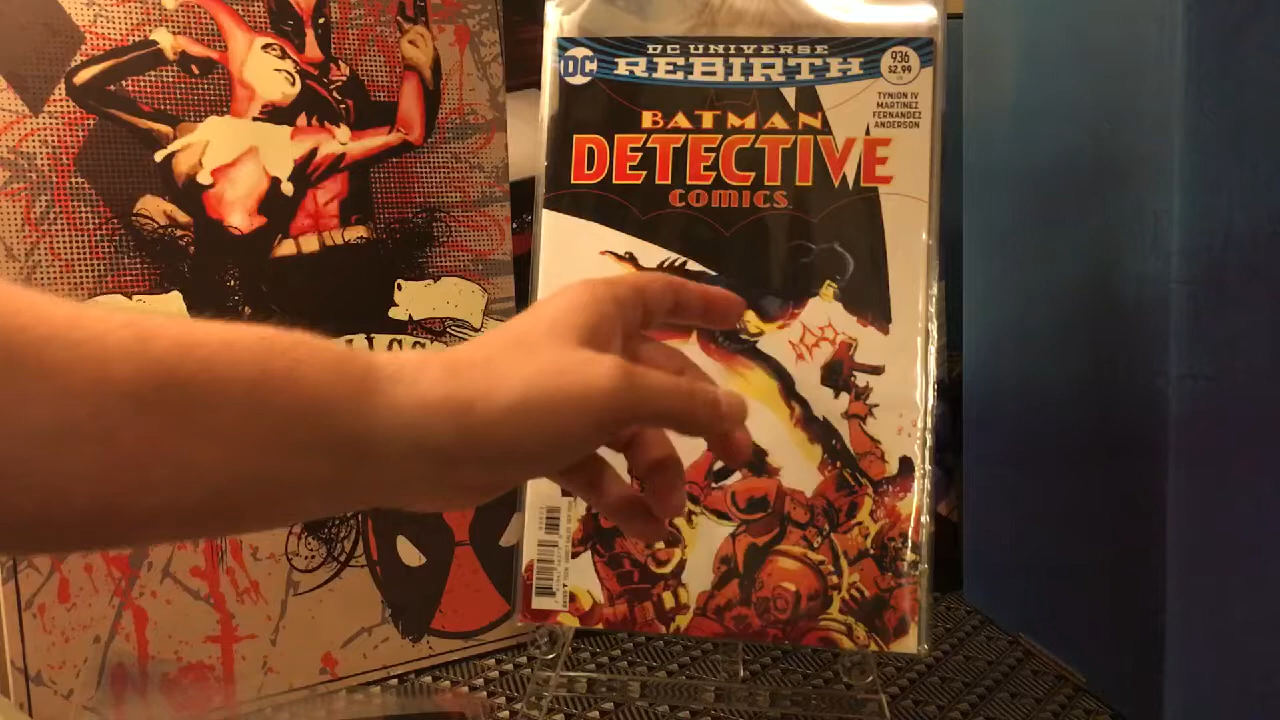 DC UNIVERSE
REBIRTH
DC
936
$2.99
TYNION IV
MARTINEZ
FERNANDEZ
ANDERSON
BATMAN
DETECTIVE
COMICS